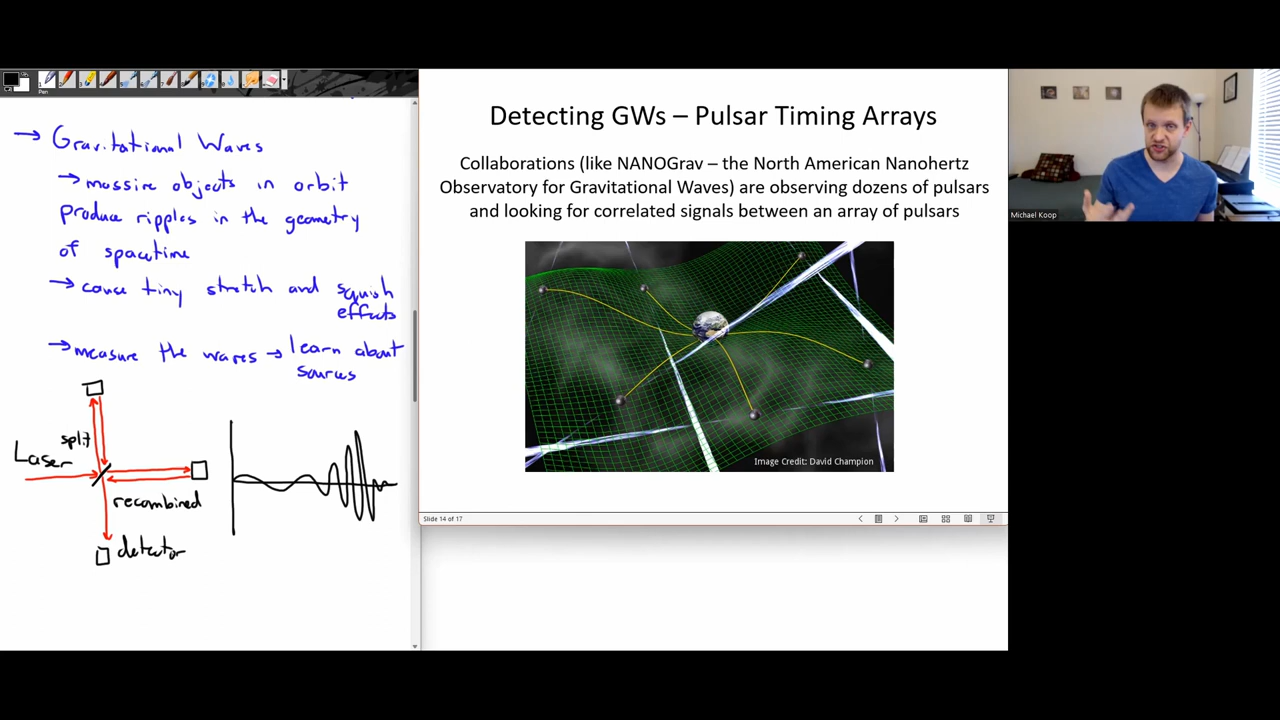 Pen
→ Gravitational Waves
→ massive objects in orbit
produce ripples in the geometry
of spacetime
→ cause tiny stretch and squish
effects
→ measure the waves → learn about
sources
split
Laser
recombined
detector
Detecting GWs – Pulsar Timing Arrays
Collaborations (like NANOGrav – the North American Nanohertz
Observatory for Gravitational Waves) are observing dozens of pulsars
and looking for correlated signals between an array of pulsars
Image Credit: David Champion
Slide 14 of 17
Michael Koop